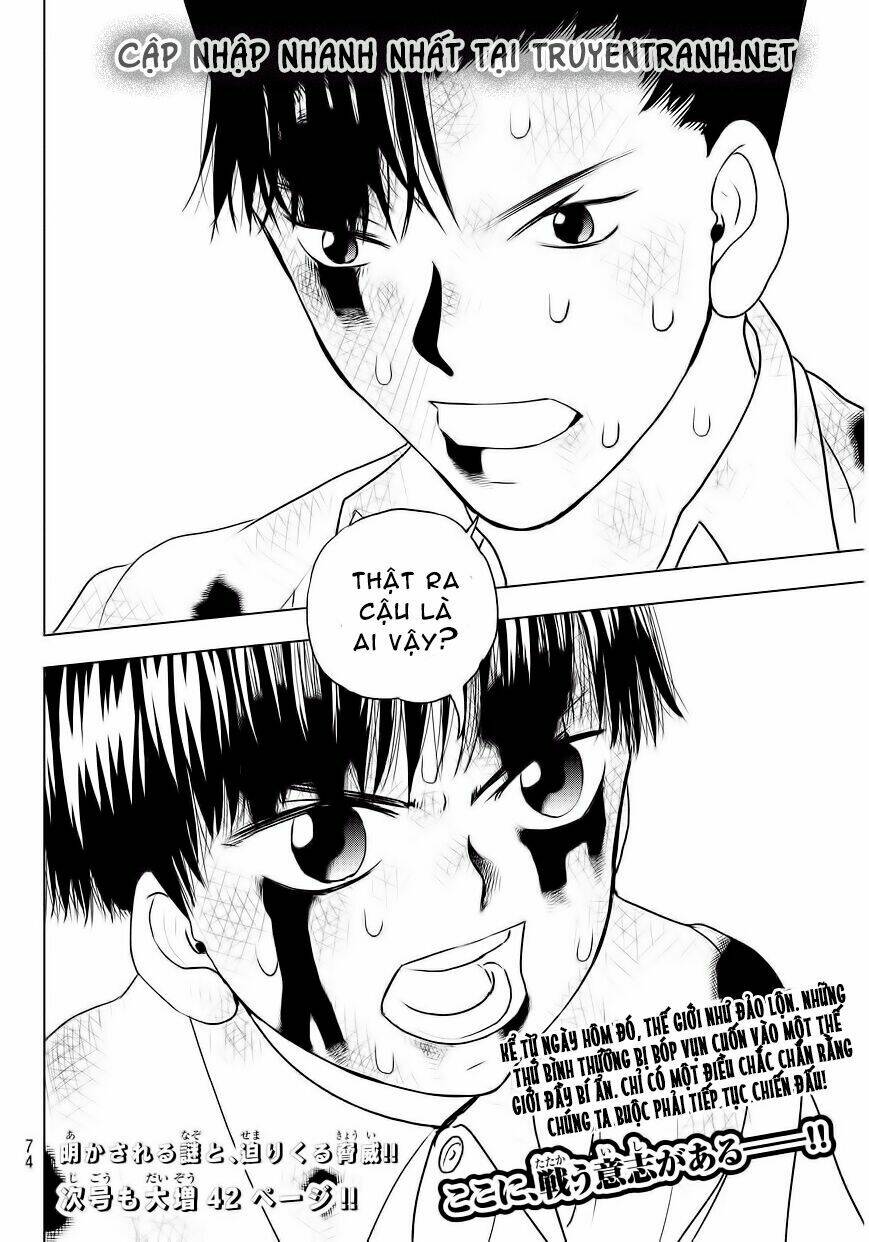 CẬP NHẬP NHANH NHẤT TẠI TRUYENTRANH.NET
THẬT RA
CẬU LÀ
AI VẬY?
KỂ TỪ NGÀY HÔM ĐÓ, THẾ GIỚI NHƯ ĐẢO LỘN. NHỮNG
THỨ BÌNH THƯỜNG BỊ BÓP VỤN CUỐN VÀO MỘT THẾ
GIỚI ĐẦY BÍ ẨN. CHỈ CÓ MỘT ĐIỀU CHẮC CHẮN RẰNG
CHÚNG TA BUỘC PHẢI TIẾP TỤC CHIẾN ĐẤU!
ここに、戦う意志がある——!!
明かされる謎と、迫りくる脅威!!
次号も大増42ページ!!
74